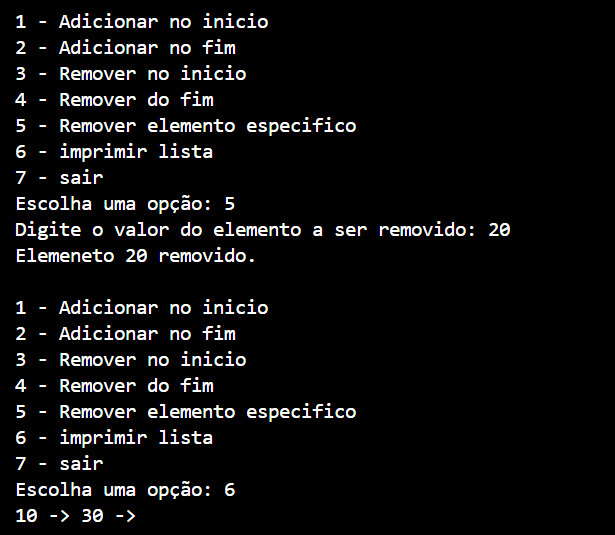 1 - Adicionar no inicio
2 - Adicionar no fim
3 - Remover no inicio
4 - Remover do fim
5 - Remover elemento especifico
6 - imprimir lista
7 - sair
Escolha uma opção: 5
Digite o valor do elemento a ser removido: 20
Elemeneto 20 removido.
1 - Adicionar no inicio
2 - Adicionar no fim
3 - Remover no inicio
4 - Remover do fim
5 - Remover elemento especifico
6 - imprimir lista
7 - sair
Escolha uma opção: 6
10 -> 30 ->